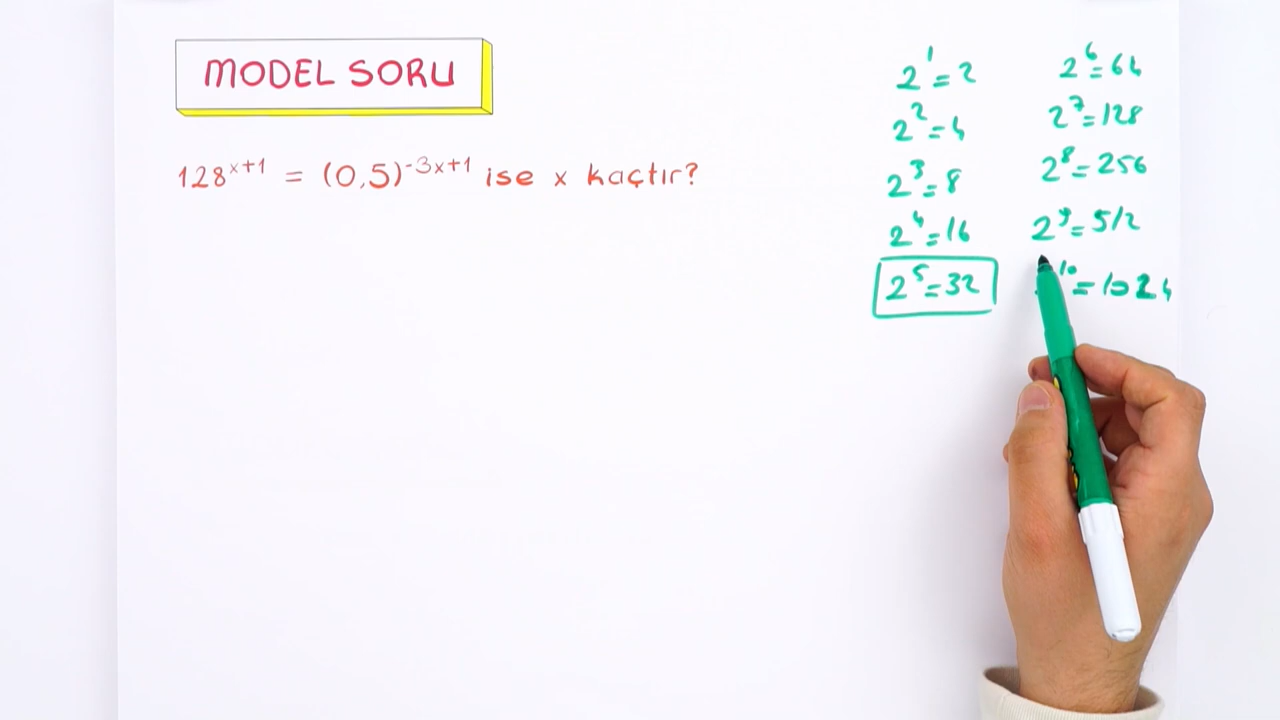 MODEL SORU
128^{x+1} = (0,5)^{-3x+1} ise x kaçtır?
2^1 = 2
2^2 = 4
2^3 = 8
2^4 = 16
2^5 = 32
2^6 = 64
2^7 = 128
2^8 = 256
2^9 = 512
^10 = 1024